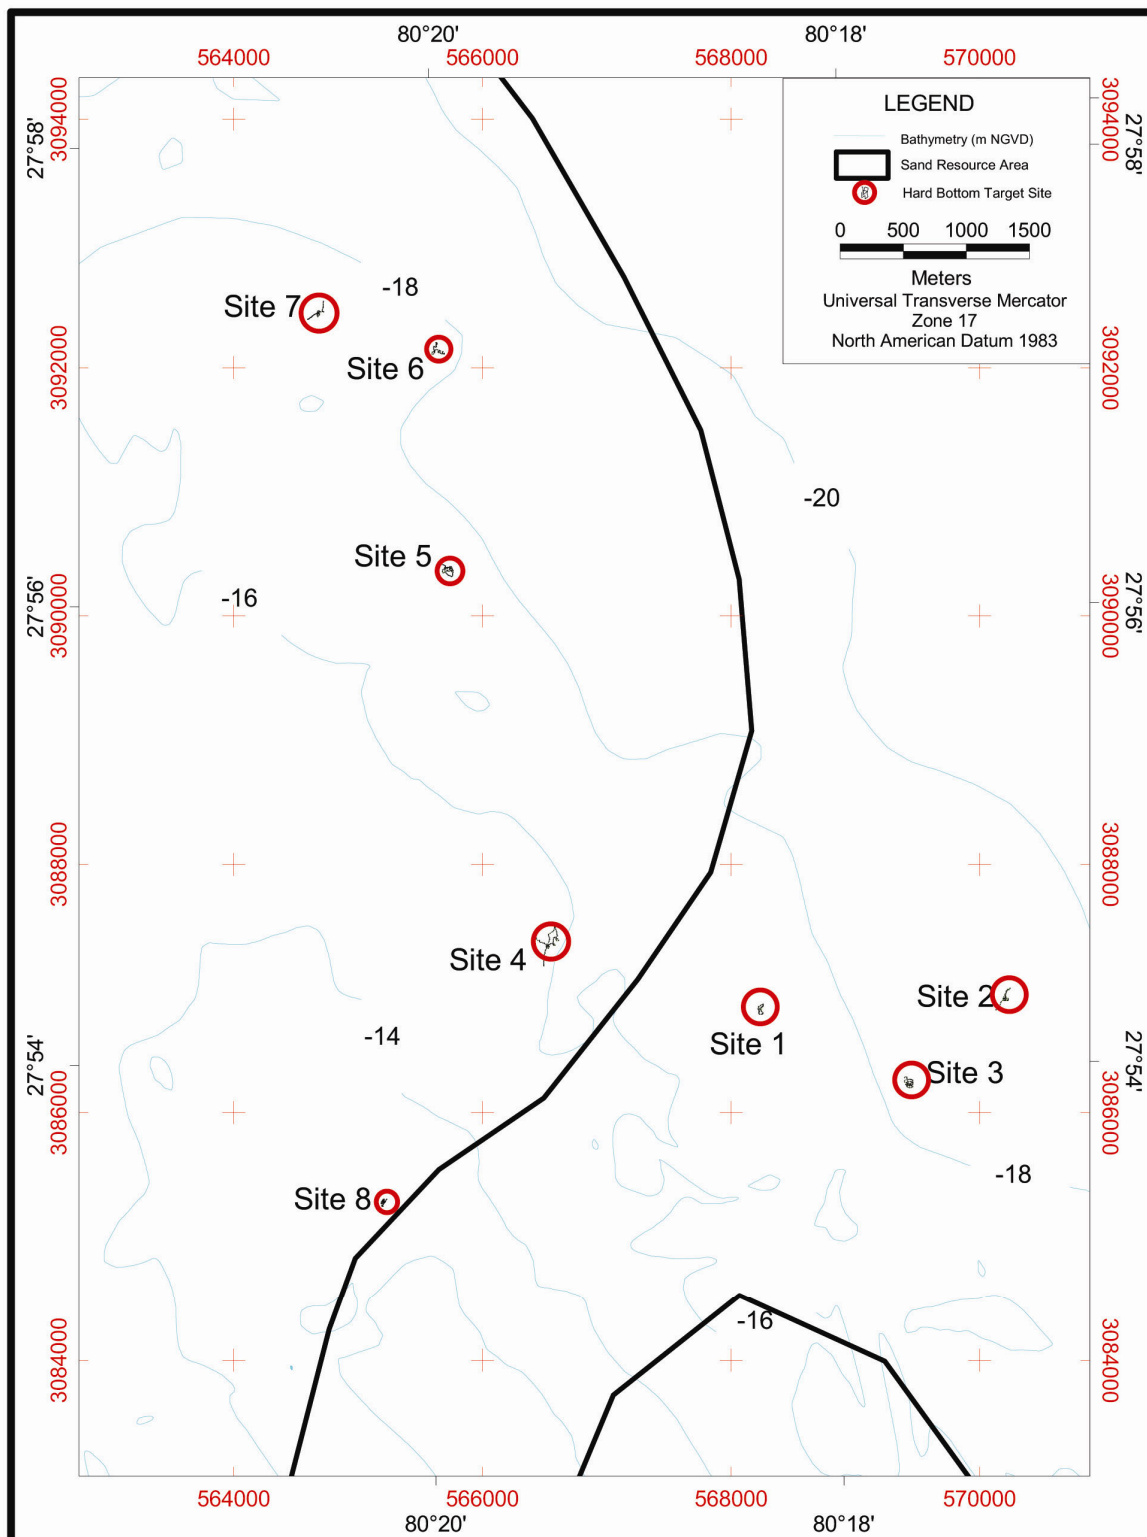 80°20' 80°18'
564000 566000 568000 570000
LEGEND
Bathymetry (m NGVD)
Sand Resource Area
Hard Bottom Target Site
0 500 1000 1500
Meters
Universal Transverse Mercator
Zone 17
North American Datum 1983
27°58' 3094000 3094000 27°58'
-18
Site 7
Site 6
3092000 3092000
-20
Site 5
-16
27°56' 3090000 3090000 27°56'
3088000 3088000
Site 4
Site 2
-14
Site 1
Site 3
27°54' 3086000 3086000 27°54'
-18
Site 8
-16
3084000 3084000
564000 566000 568000 570000
80°20' 80°18'